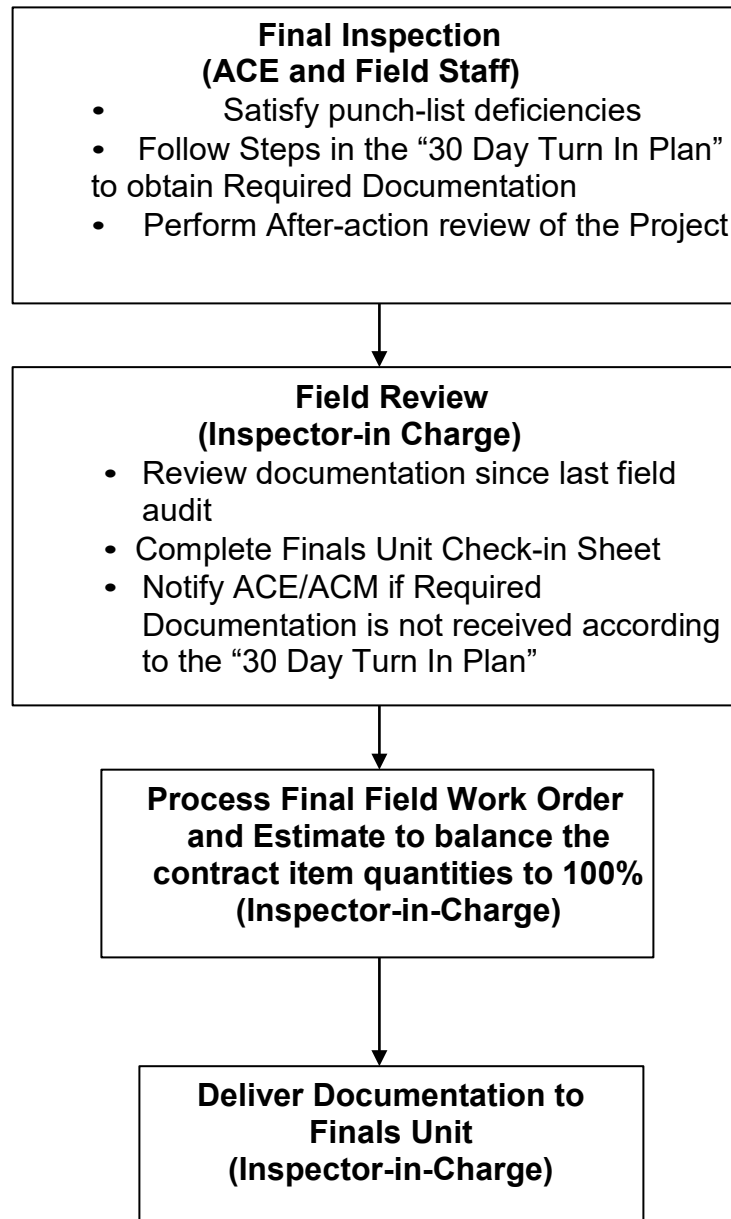 Final Inspection
(ACE and Field Staff)
• Satisfy punch-list deficiencies
• Follow Steps in the “30 Day Turn In Plan”
to obtain Required Documentation
• Perform After-action review of the Project
Field Review
(Inspector-in Charge)
• Review documentation since last field
audit
• Complete Finals Unit Check-in Sheet
• Notify ACE/ACM if Required
Documentation is not received according
to the “30 Day Turn In Plan”
Process Final Field Work Order
and Estimate to balance the
contract item quantities to 100%
(Inspector-in-Charge)
Deliver Documentation to
Finals Unit
(Inspector-in-Charge)